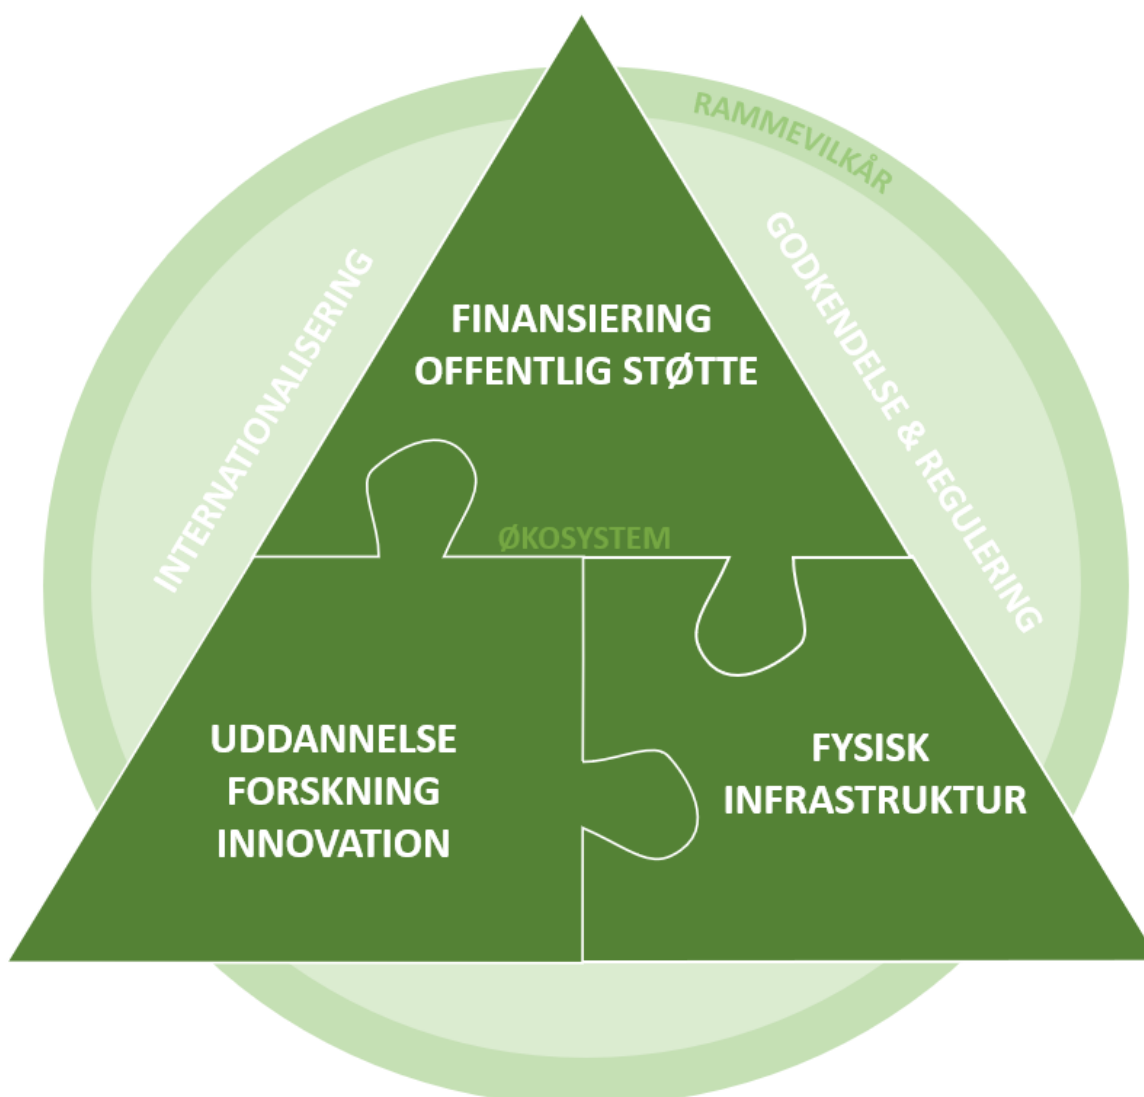 RAMMEVILKÅR
INTERNATIONALISERING
GODKENDELSE & REGULERING
FINANSIERING
OFFENTLIG STØTTE
ØKOSYSTEM
UDDANNELSE
FORSKNING
INNOVATION
FYSISK
INFRASTRUKTUR